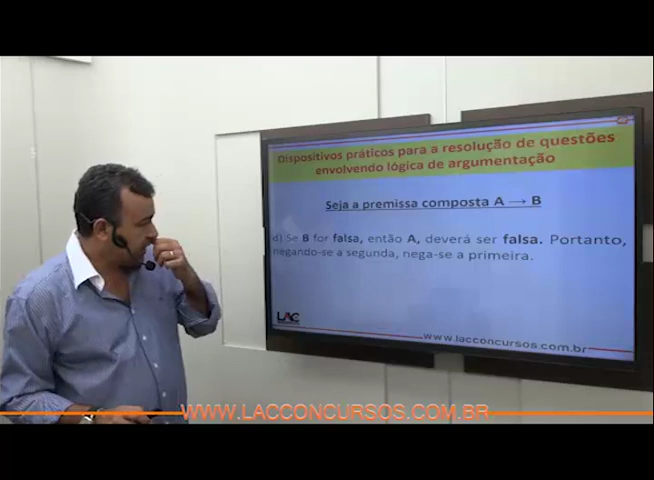 Dispositivos práticos para a resolução de questões
envolvendo lógica de argumentação
Seja a premissa composta A → B
d) Se B for falsa, então A, deverá ser falsa. Portanto,
negando-se a segunda, nega-se a primeira.
LAC
www.lacconcursos.com.br
WWW.LACCONCURSOS.COM.BR